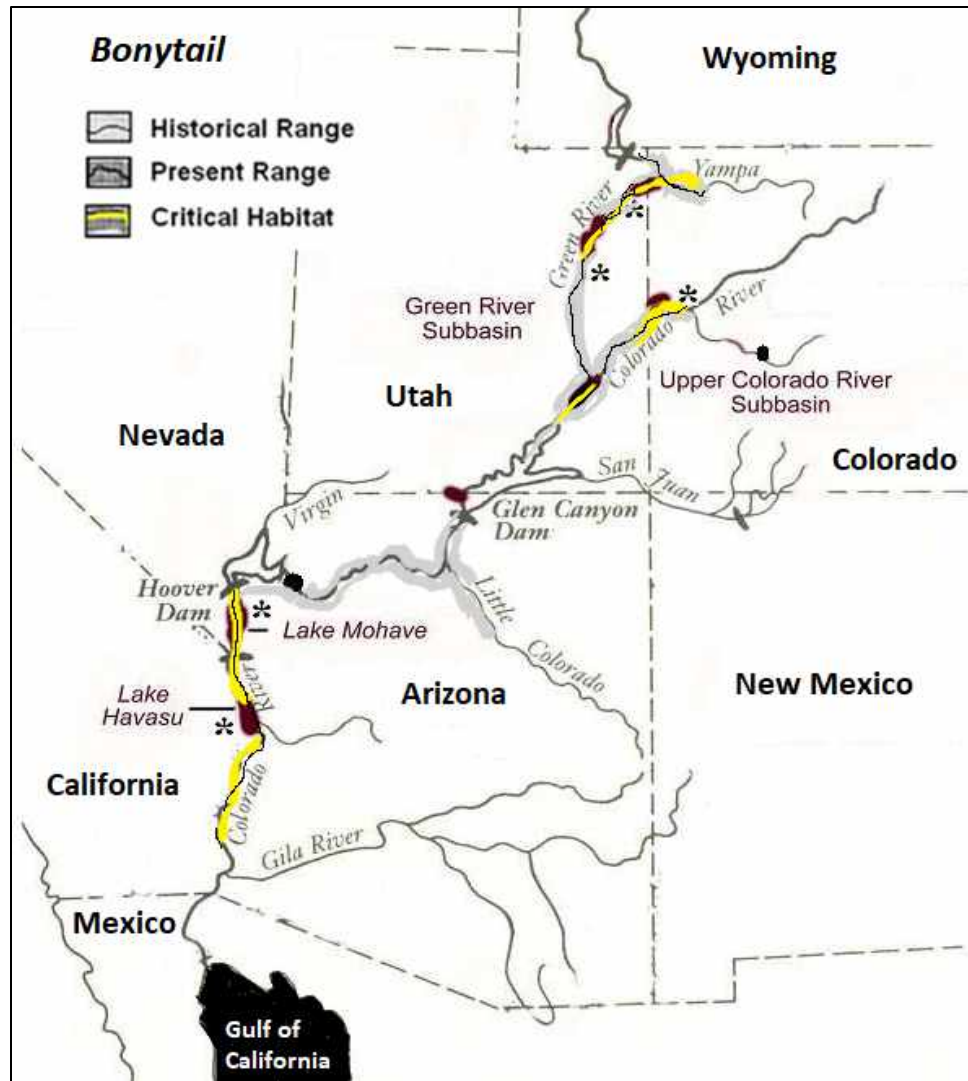 Bonytail
Historical Range
Present Range
Critical Habitat
Wyoming
Yampa
Green River
Green River
Subbasin
Colorado
River
Upper Colorado River
Subbasin
Utah
Nevada
Colorado
San
Juan
Virgin
Glen Canyon
Dam
Hoover
Dam
Little
Colorado
Lake Mohave
River
Lake
Havasu
Arizona
New Mexico
California
Colorado
Gila River
Mexico
Gulf of
California